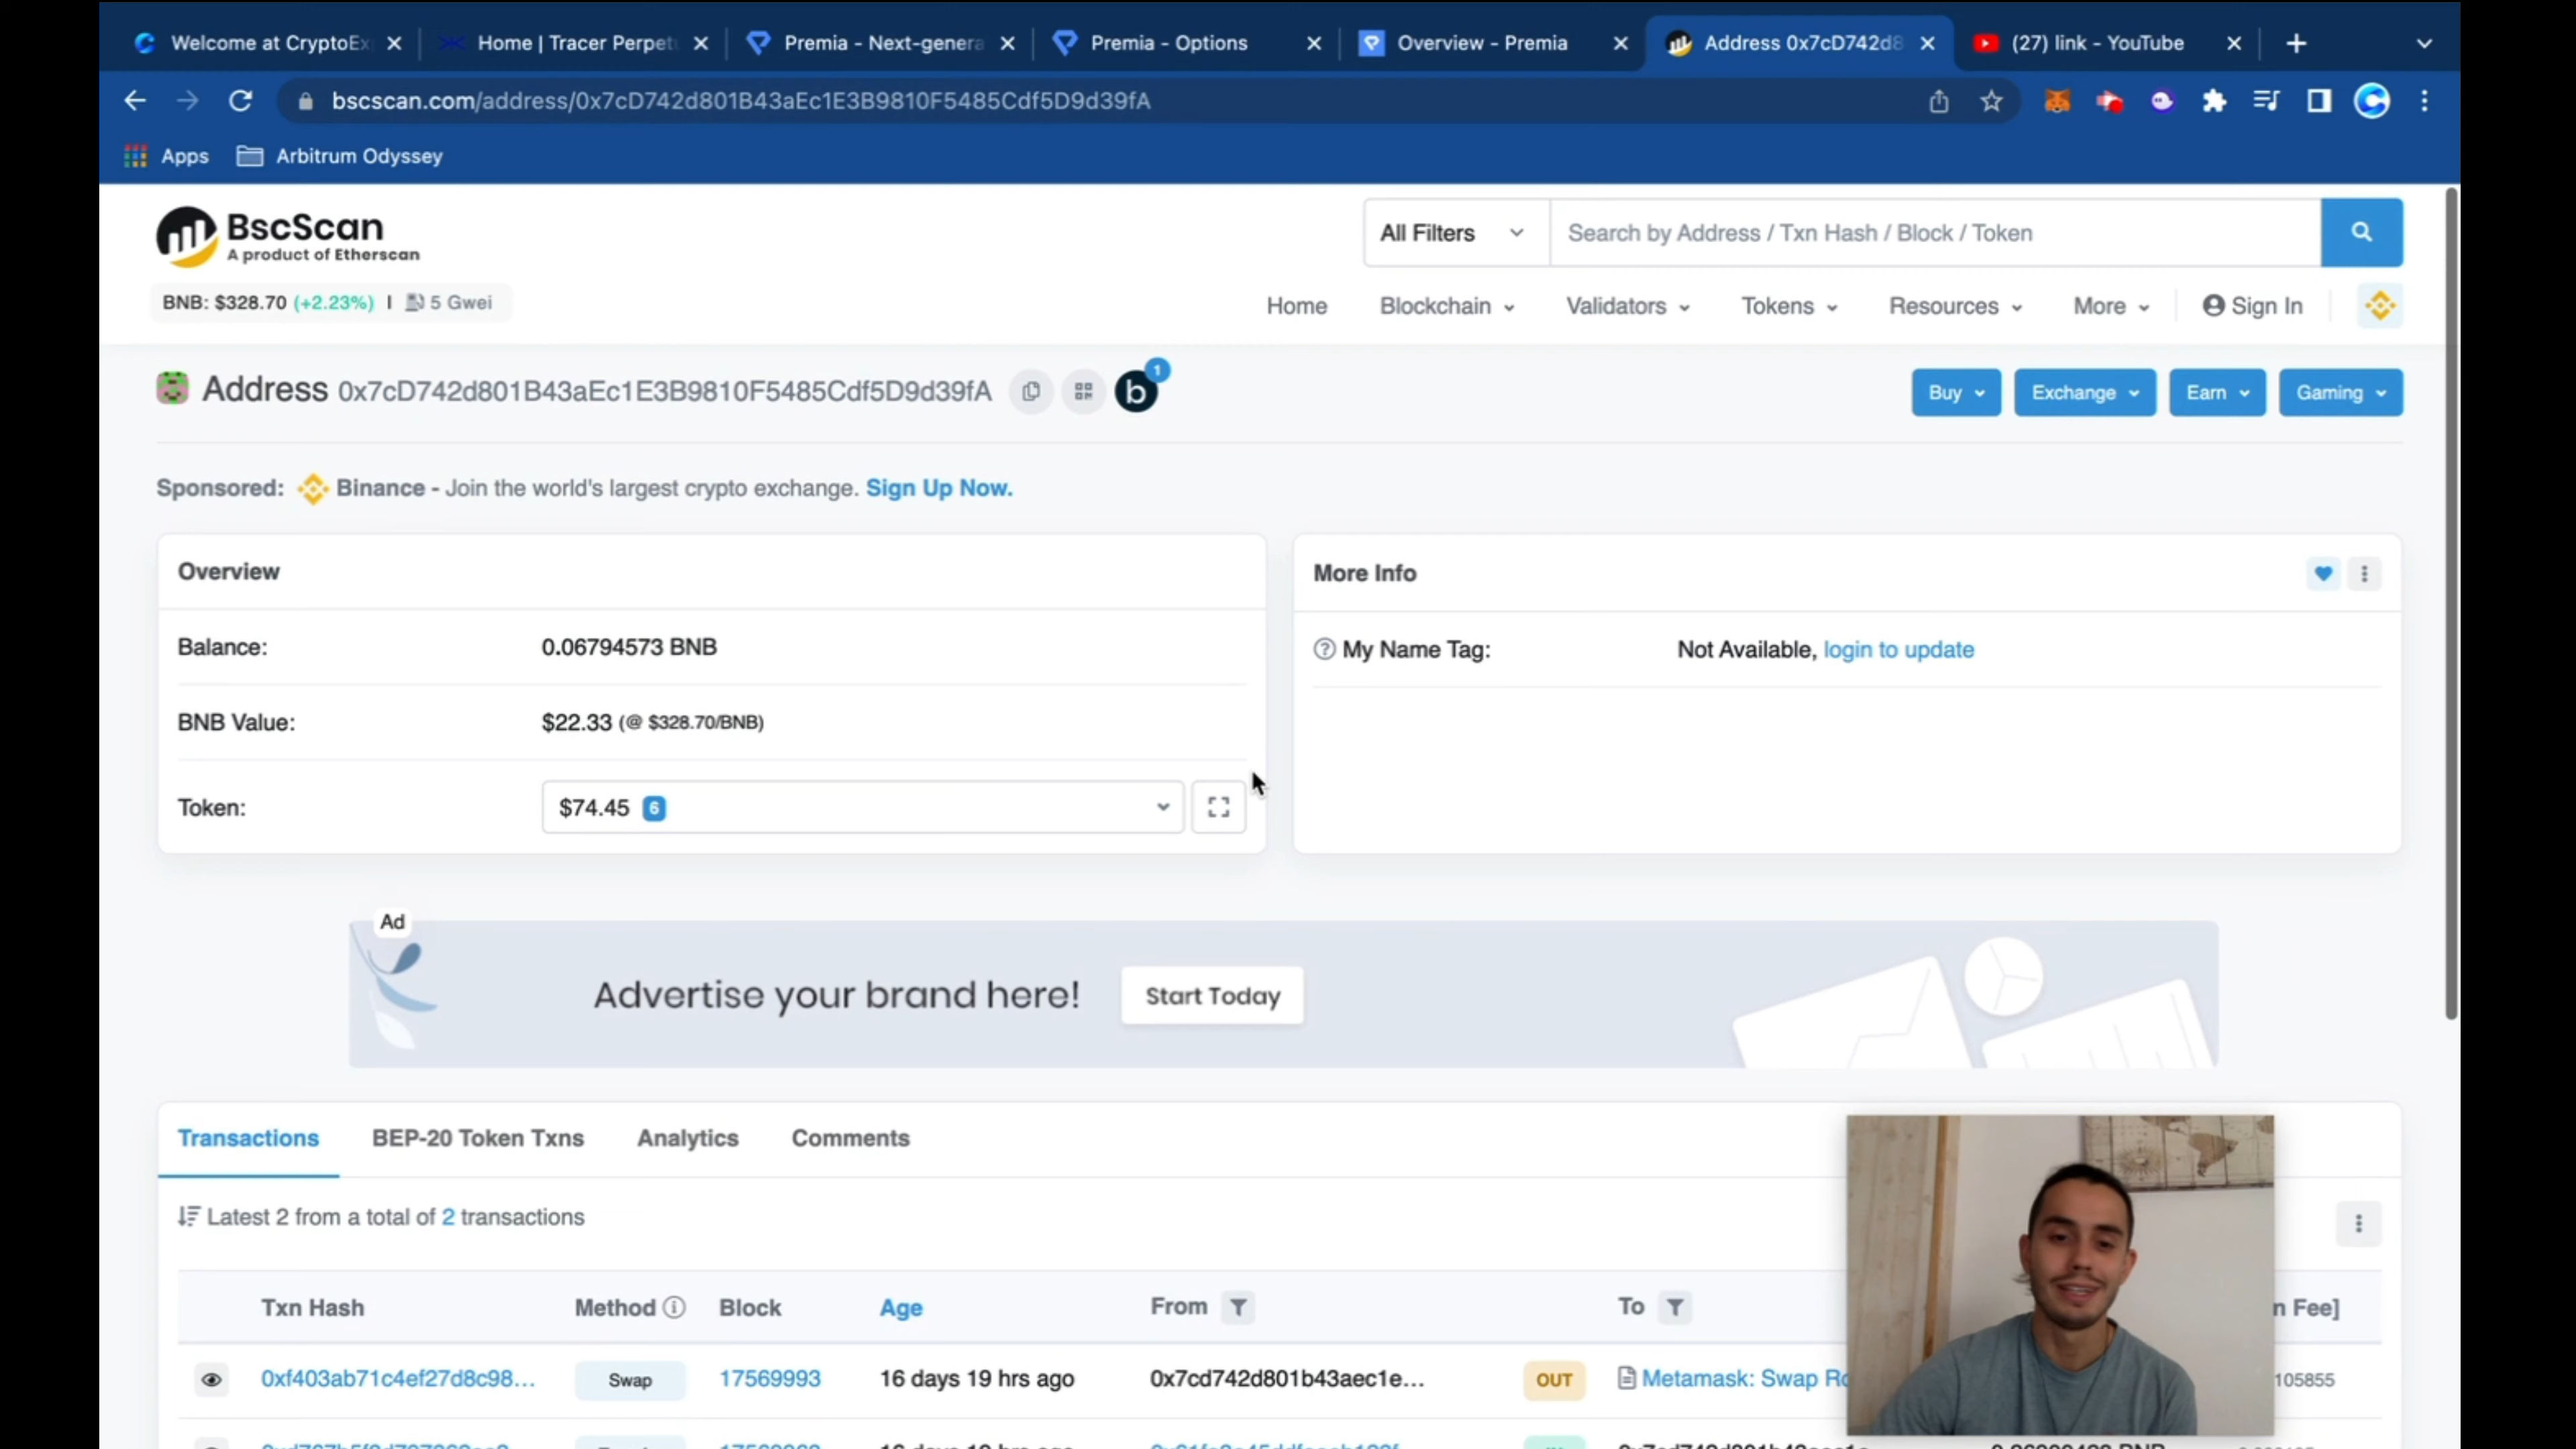 Welcome at CryptoEx
Home | Tracer Perpetu
Premia - Next-genera
Premia - Options
Overview - Premia
Address 0x7cD742d8
(27) link - YouTube
bscscan.com/address/0x7cD742d801B43aEc1E3B9810F5485Cdf5D9d39fA
Apps
Arbitrum Odyssey
BscScan
A product of Etherscan
All Filters
Search by Address / Txn Hash / Block / Token
BNB: $328.70 (+2.23%) | 5 Gwei
Home
Blockchain
Validators
Tokens
Resources
More
Sign In
Address 0x7cD742d801B43aEc1E3B9810F5485Cdf5D9d39fA
b
1
Buy
Exchange
Earn
Gaming
Sponsored: Binance - Join the world's largest crypto exchange. Sign Up Now.
Overview
Balance: 0.06794573 BNB
BNB Value: $22.33 (@ $328.70/BNB)
Token: $74.45 6
More Info
My Name Tag: Not Available, login to update
Ad
Advertise your brand here!
Start Today
Transactions
BEP-20 Token Txns
Analytics
Comments
Latest 2 from a total of 2 transactions
Txn Hash
Method
Block
Age
From
To
n Fee]
0xf403ab71c4ef27d8c98...
Swap
17569993
16 days 19 hrs ago
0x7cd742d801b43aec1e...
OUT
Metamask: Swap Ro
105855